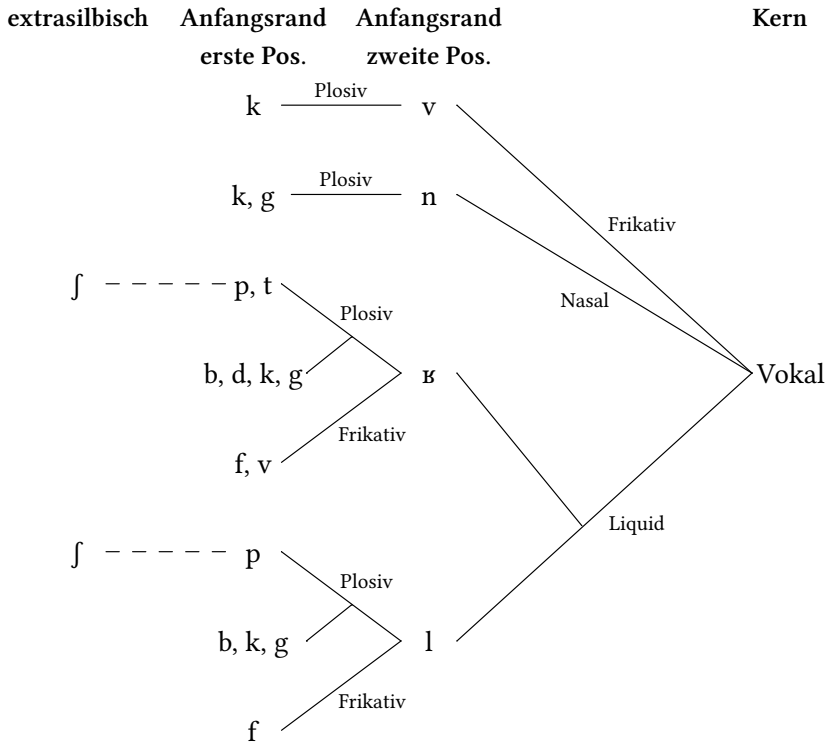 extrasilbisch Anfangsrand Anfangsrand Kern
erste Pos. zweite Pos.
k Plosiv v
k, g Plosiv n
Frikativ
ʃ p, t
Nasal
Plosiv
b, d, k, g ʁ Vokal
Frikativ
f, v
Liquid
ʃ p
Plosiv
b, k, g l
Frikativ
f